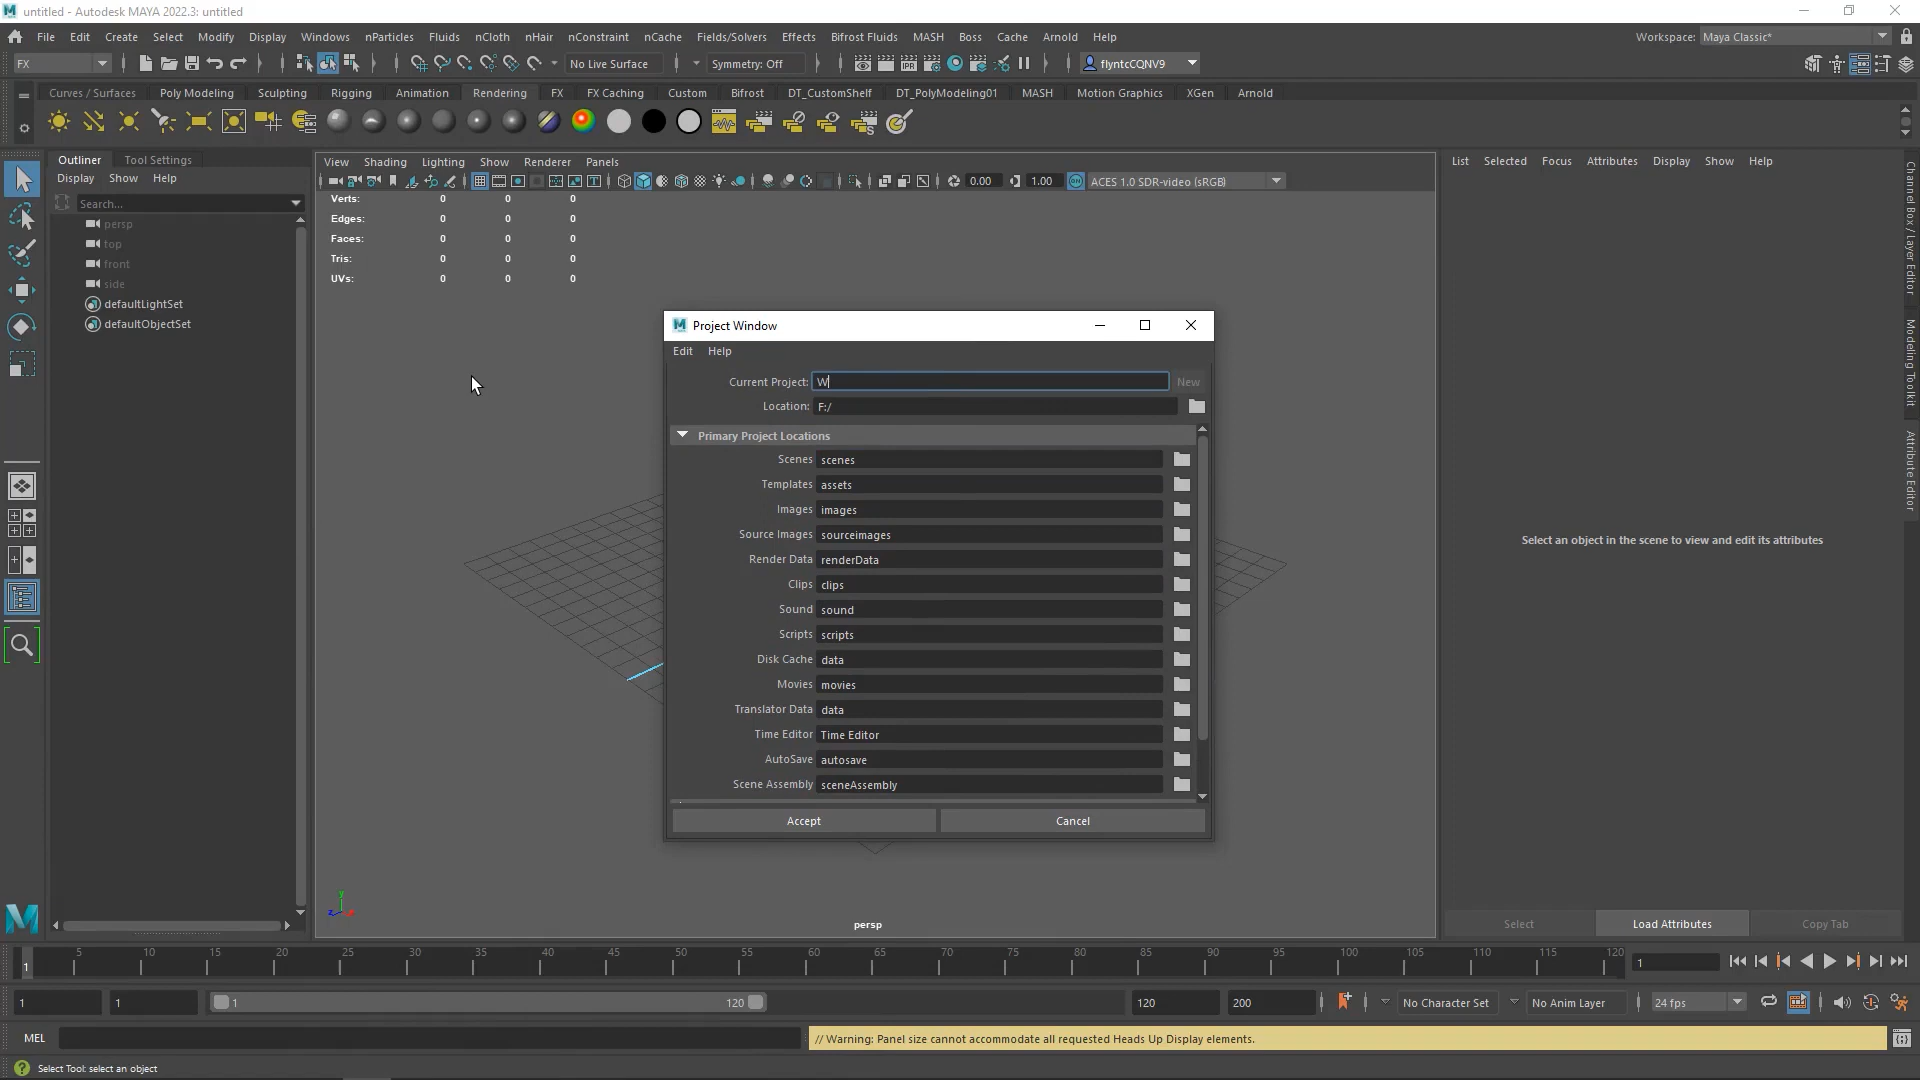 untitled - Autodesk MAYA 2022.3: untitled
File Edit Create Select Modify Display Windows nParticles Fluids nCloth nHair nConstraint nCache Fields/Solvers Effects Bifrost Fluids MASH Boss Cache Arnold Help Workspace: Maya Classic*
FX No Live Surface Symmetry: Off IPR flyntcCQNV9
Curves / Surfaces Poly Modeling Sculpting Rigging Animation Rendering FX FX Caching Custom Bifrost DT_CustomShelf DT_PolyModeling01 MASH Motion Graphics XGen Arnold
Outliner Tool Settings
Display Show Help
Search...
persp
top
front
side
defaultLightSet
defaultObjectSet
View Shading Lighting Show Renderer Panels
0.00 1.00 ACES 1.0 SDR-video (sRGB)
Verts: 0 0 0
Edges: 0 0 0
Faces: 0 0 0
Tris: 0 0 0
UVs: 0 0 0
Project Window
Edit Help
Current Project: W New
Location: F:/
Primary Project Locations
Scenes scenes
Templates assets
Images images
Source Images sourceimages
Render Data renderData
Clips clips
Sound sound
Scripts scripts
Disk Cache data
Movies movies
Translator Data data
Time Editor Time Editor
AutoSave autosave
Scene Assembly sceneAssembly
Accept Cancel
y
z x
persp
List Selected Focus Attributes Display Show Help
Select an object in the scene to view and edit its attributes
Select Load Attributes Copy Tab
Channel Box / Layer Editor
Modeling Toolkit
Attribute Editor
1 5 10 15 20 25 30 35 40 45 50 55 60 65 70 75 80 85 90 95 100 105 110 115 120 1
1 1 1 120 120 200 No Character Set No Anim Layer 24 fps
MEL // Warning: Panel size cannot accommodate all requested Heads Up Display elements.
Select Tool: select an object